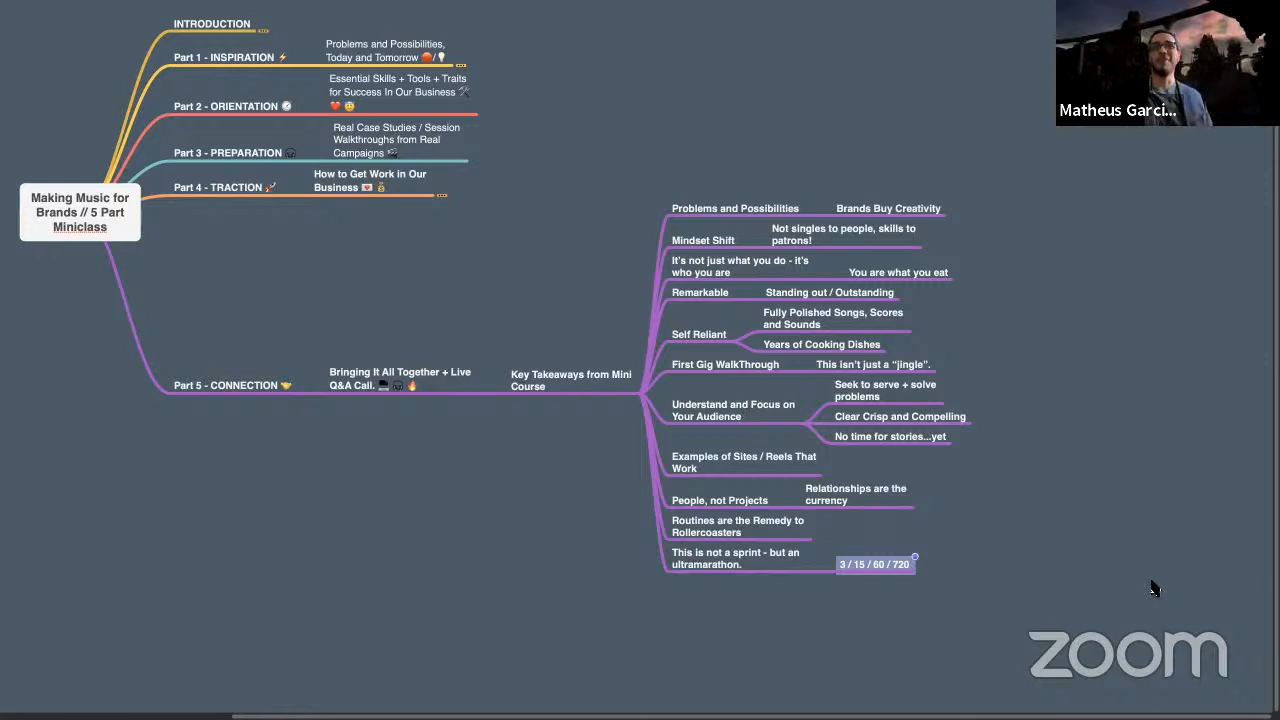 INTRODUCTION
Part 1 - INSPIRATION ⚡
Problems and Possibilities,
Today and Tomorrow 🛑/💡
Part 2 - ORIENTATION 🧭
Essential Skills + Tools + Traits
for Success In Our Business 🛠
❤️ 😇
Part 3 - PREPARATION 🎧
Real Case Studies / Session
Walkthroughs from Real
Campaigns 🎬
Part 4 - TRACTION 🚀
How to Get Work in Our
Business 💌 💰
Making Music for
Brands // 5 Part
Miniclass
Part 5 - CONNECTION 🤝
Bringing It All Together + Live
Q&A Call. 💻 🎧 🔥
Key Takeaways from Mini
Course
Problems and Possibilities
Brands Buy Creativity
Mindset Shift
Not singles to people, skills to
patrons!
It's not just what you do - it's
who you are
You are what you eat
Remarkable
Standing out / Outstanding
Self Reliant
Fully Polished Songs, Scores
and Sounds
Years of Cooking Dishes
First Gig WalkThrough
This isn't just a “jingle”.
Understand and Focus on
Your Audience
Seek to serve + solve
problems
Clear Crisp and Compelling
No time for stories...yet
Examples of Sites / Reels That
Work
People, not Projects
Relationships are the
currency
Routines are the Remedy to
Rollercoasters
This is not a sprint - but an
ultramarathon.
3 / 15 / 60 / 720
Matheus Garci...
zoom